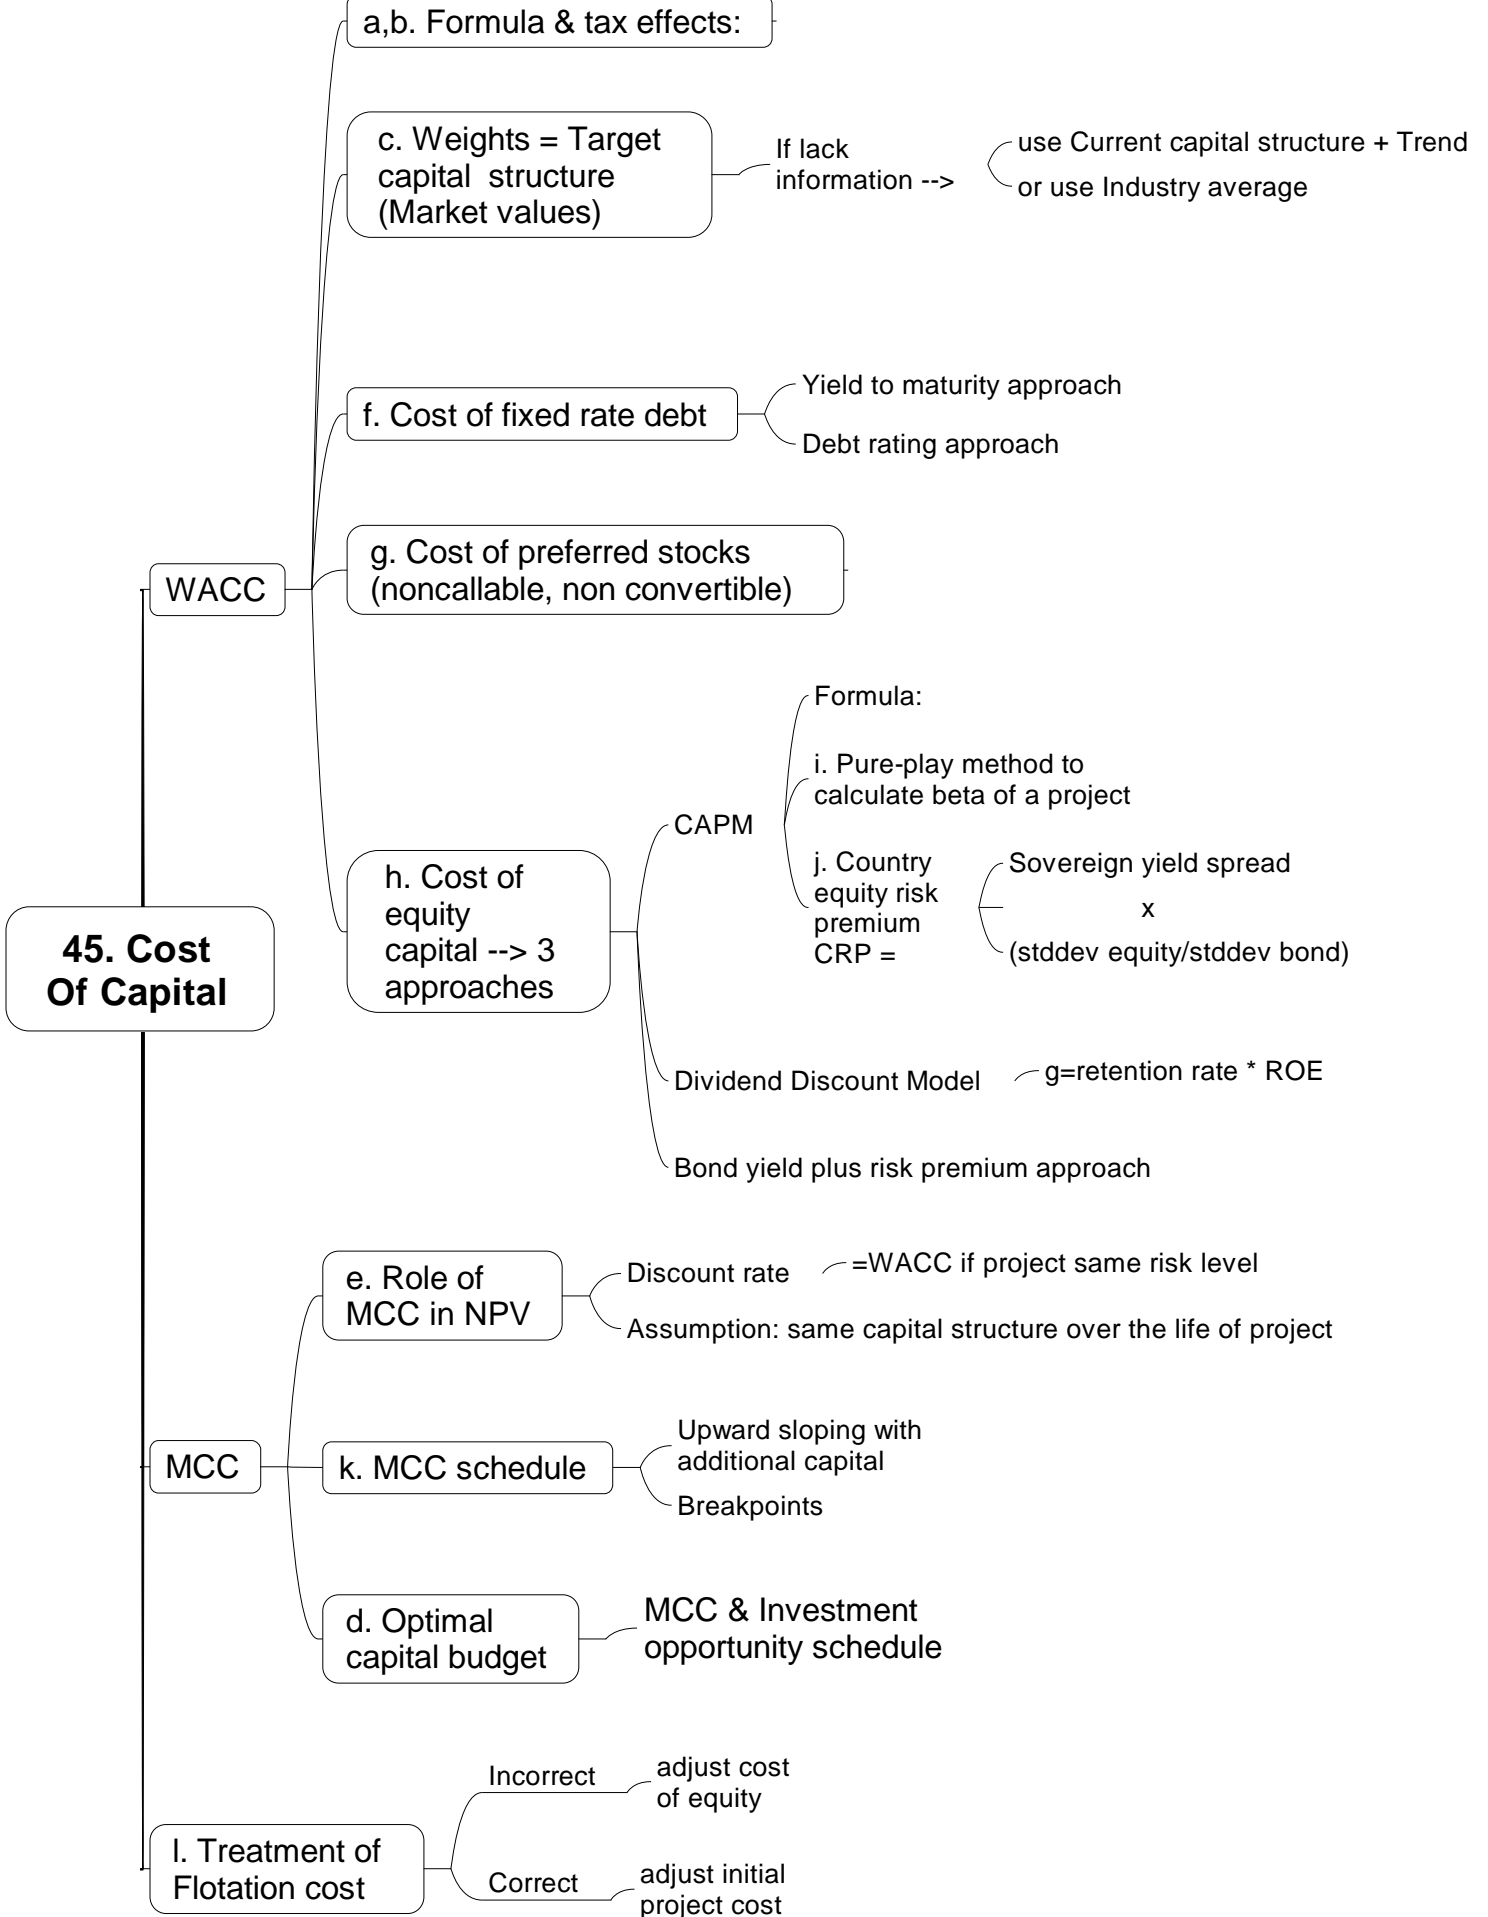 a,b. Formula & tax effects:
c. Weights = Target
capital  structure
(Market values)
If lack
information -->
use Current capital structure + Trend
or use Industry average
f. Cost of fixed rate debt
Yield to maturity approach
Debt rating approach
g. Cost of preferred stocks
(noncallable, non convertible)
WACC
h. Cost of
equity
capital --> 3
approaches
CAPM
Formula:
i. Pure-play method to
calculate beta of a project
j. Country
equity risk
premium
CRP =
Sovereign yield spread
x
(stddev equity/stddev bond)
Dividend Discount Model
g=retention rate * ROE
Bond yield plus risk premium approach
45. Cost
Of Capital
MCC
e. Role of
MCC in NPV
Discount rate
=WACC if project same risk level
Assumption: same capital structure over the life of project
k. MCC schedule
Upward sloping with
additional capital
Breakpoints
d. Optimal
capital budget
MCC & Investment
opportunity schedule
l. Treatment of
Flotation cost
Incorrect
adjust cost
of equity
Correct
adjust initial
project cost